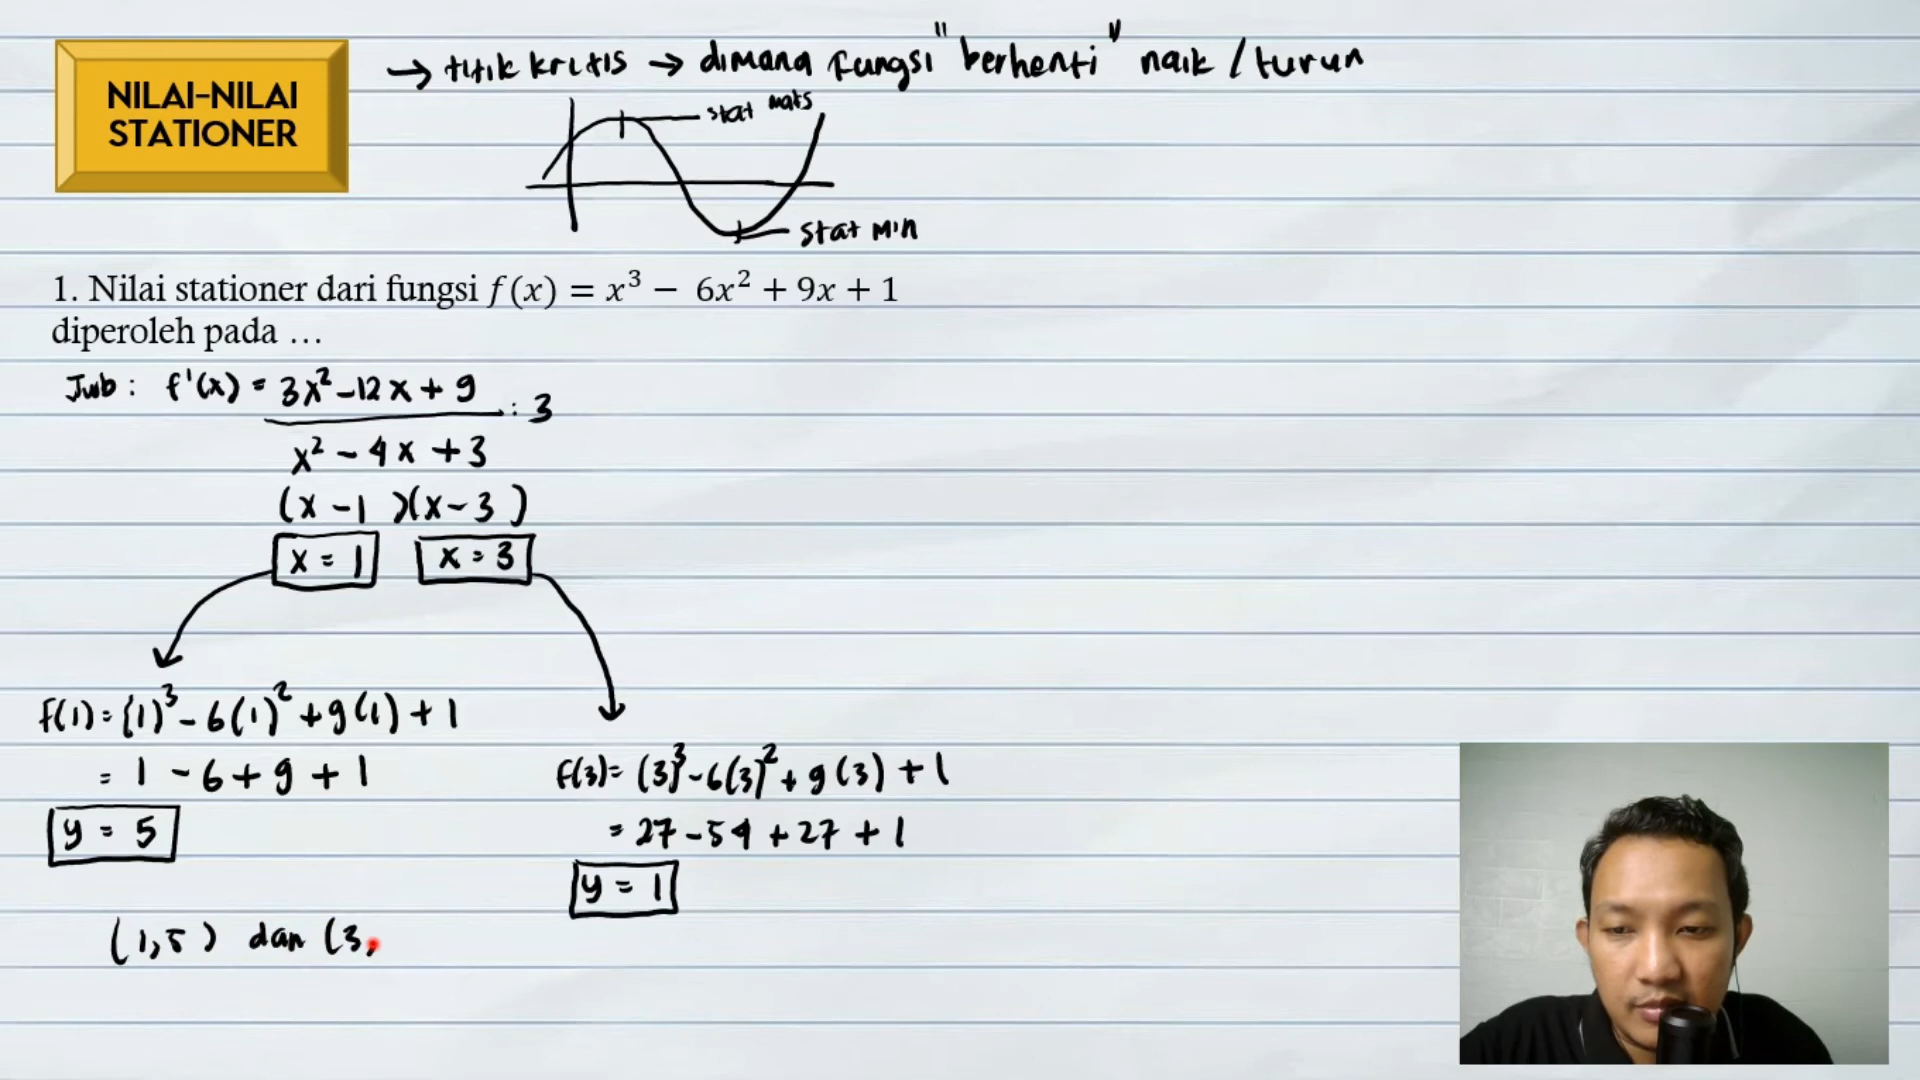 NILAI-NILAI
STATIONER
→ titik kritis → dimana fungsi "berhenti" naik / turun
stat maks
stat min
1. Nilai stationer dari fungsi f(x) = x³ − 6x² + 9x + 1
diperoleh pada …
Jwb : f'(x) = 3x² - 12x + 9 : 3
x² - 4x + 3
(x - 1 )(x - 3 )
x = 1 x = 3
f(1) = (1)³ - 6(1)² + 9(1) + 1
= 1 - 6 + 9 + 1
y = 5
f(3) = (3)³ - 6(3)² + 9(3) + 1
= 27 - 54 + 27 + 1
y = 1
(1,5) dan (3,